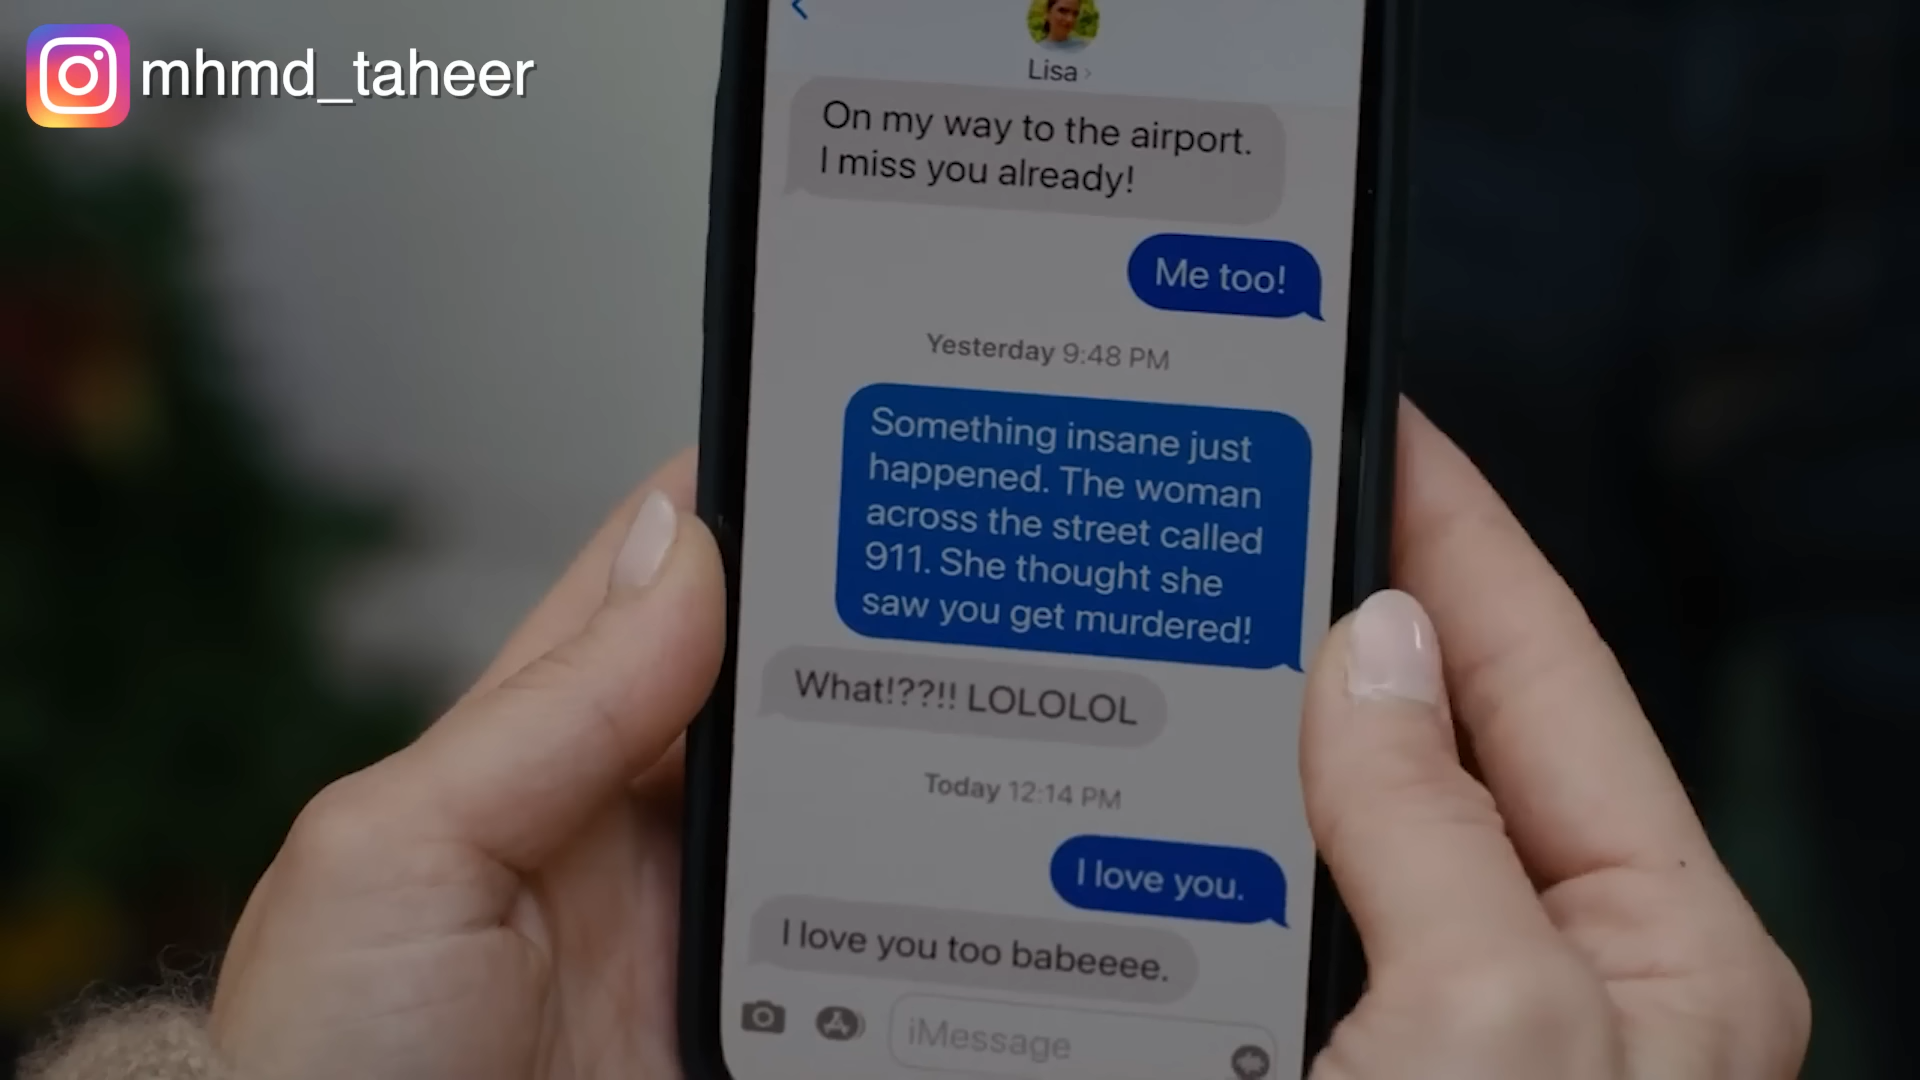 mhmd_taheer
Lisa
On my way to the airport.
I miss you already!
Me too!
Yesterday 9:48 PM
Something insane just
happened. The woman
across the street called
911. She thought she
saw you get murdered!
What!??!! LOLOLOL
Today 12:14 PM
I love you.
I love you too babeeee.
iMessage